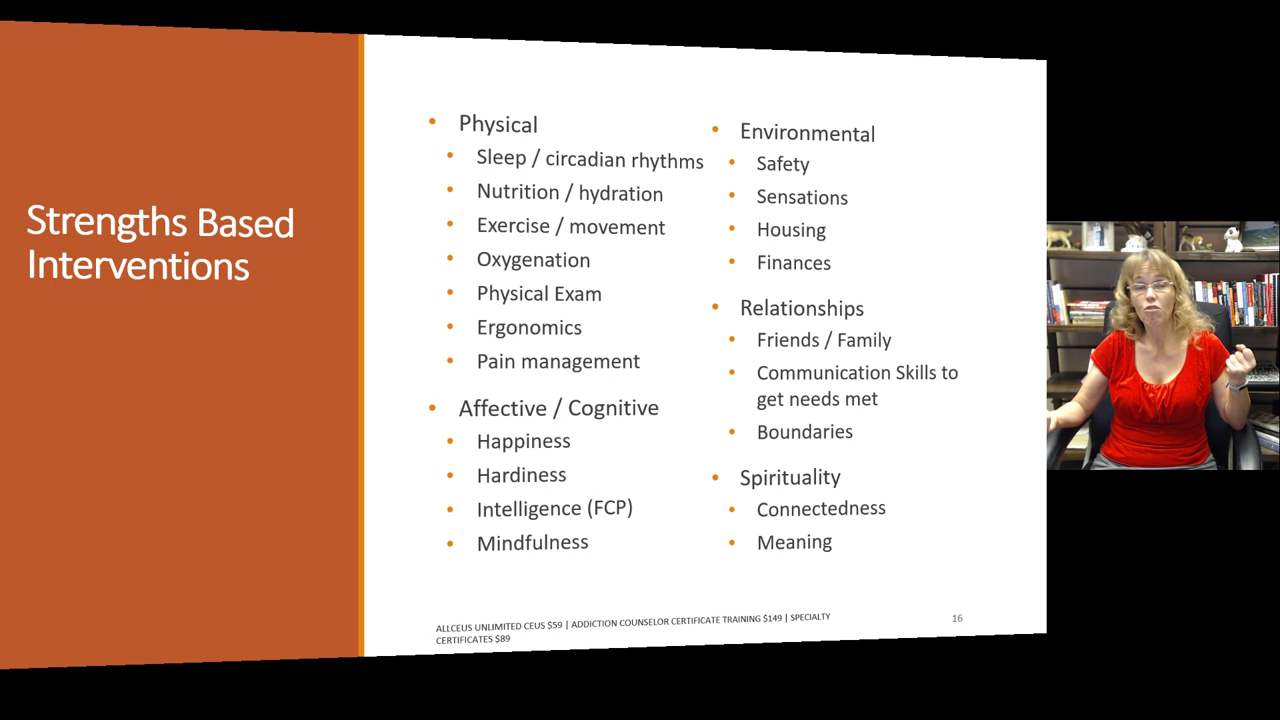 Strengths Based
Interventions
Physical
Sleep / circadian rhythms
Nutrition / hydration
Exercise / movement
Oxygenation
Physical Exam
Ergonomics
Pain management
Affective / Cognitive
Happiness
Hardiness
Intelligence (FCP)
Mindfulness
Environmental
Safety
Sensations
Housing
Finances
Relationships
Friends / Family
Communication Skills to
get needs met
Boundaries
Spirituality
Connectedness
Meaning
ALLCEUS UNLIMITED CEUS $59 | ADDICTION COUNSELOR CERTIFICATE TRAINING $149 | SPECIALTY
CERTIFICATES $89
16